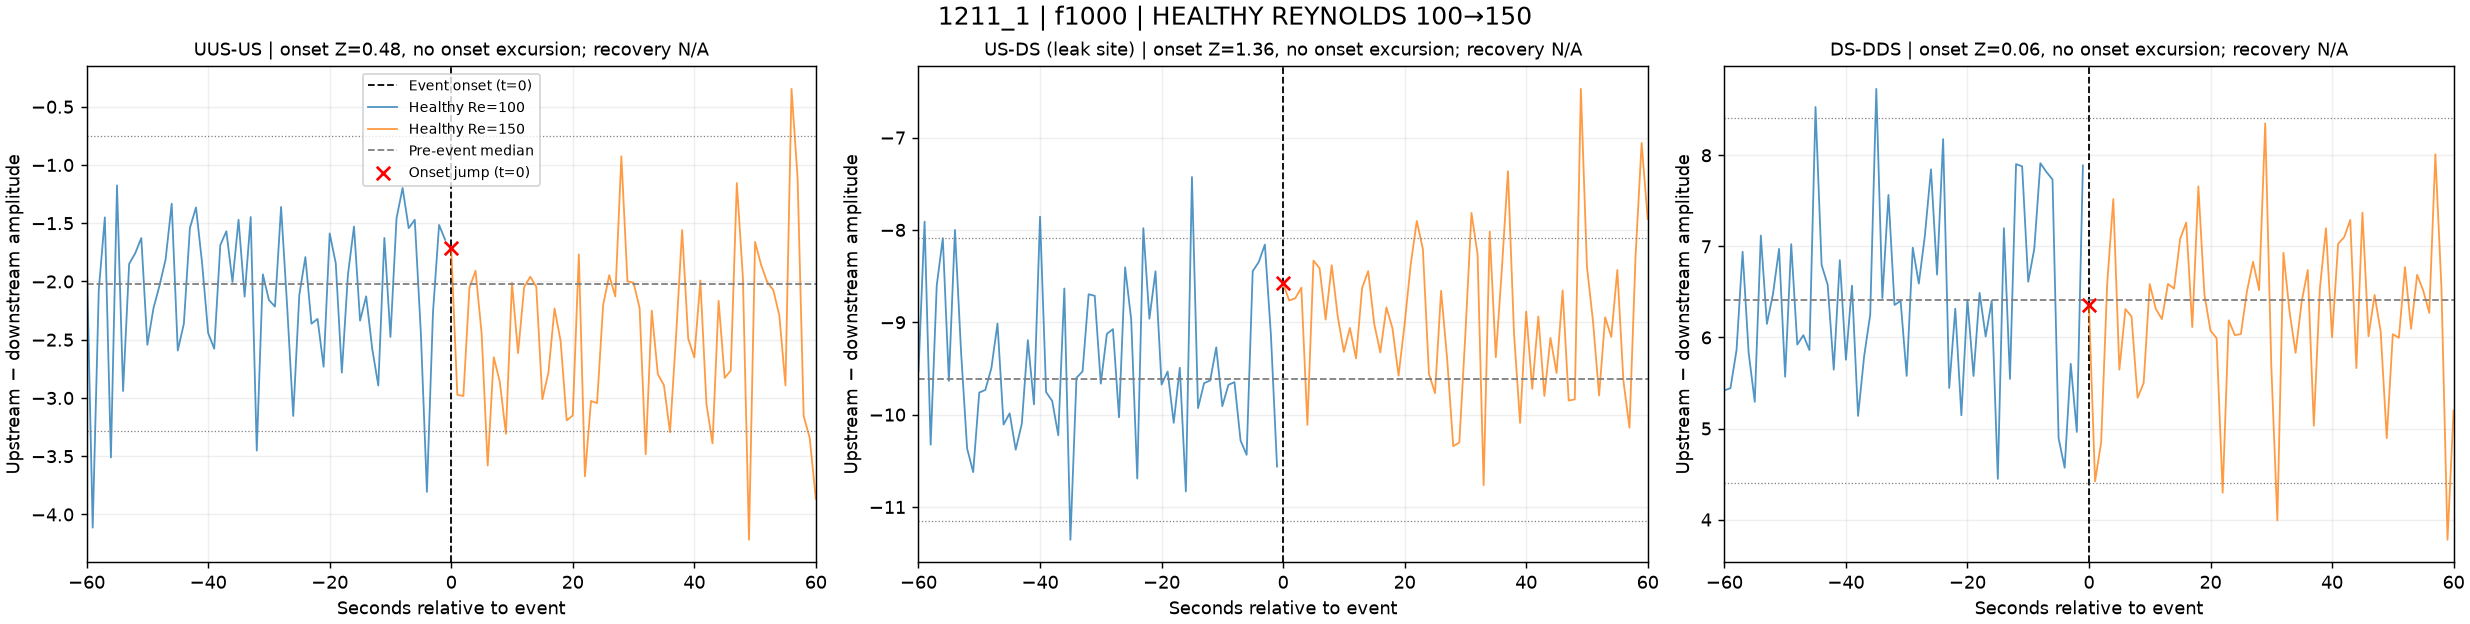 1211_1 | f1000 | HEALTHY REYNOLDS 100→150
UUS-US | onset Z=0.48, no onset excursion; recovery N/A
Upstream − downstream amplitude
−0.5
−1.0
−1.5
−2.0
−2.5
−3.0
−3.5
−4.0
Event onset (t=0)
Healthy Re=100
Healthy Re=150
Pre-event median
Onset jump (t=0)
−60
−40
−20
0
20
40
60
Seconds relative to event
US-DS (leak site) | onset Z=1.36, no onset excursion; recovery N/A
Upstream − downstream amplitude
−7
−8
−9
−10
−11
−60
−40
−20
0
20
40
60
Seconds relative to event
DS-DDS | onset Z=0.06, no onset excursion; recovery N/A
Upstream − downstream amplitude
8
7
6
5
4
−60
−40
−20
0
20
40
60
Seconds relative to event